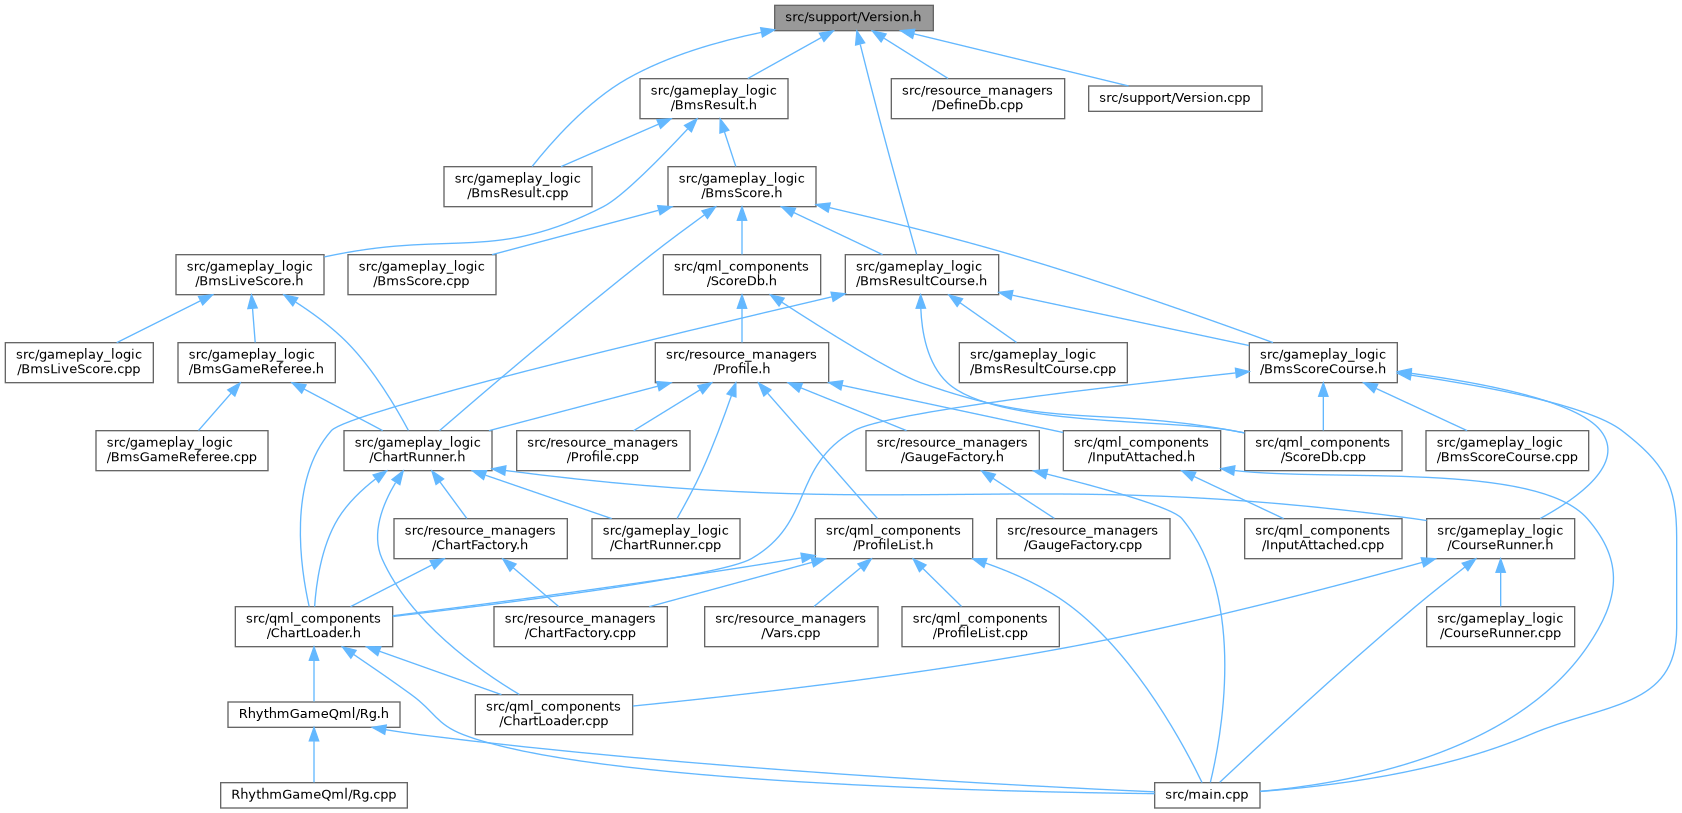 src/support/Version.h
src/gameplay_logic
/BmsResult.h
src/resource_managers
/DefineDb.cpp
src/support/Version.cpp
src/gameplay_logic
/BmsResult.cpp
src/gameplay_logic
/BmsScore.h
src/gameplay_logic
/BmsLiveScore.h
src/gameplay_logic
/BmsScore.cpp
src/qml_components
/ScoreDb.h
src/gameplay_logic
/BmsResultCourse.h
src/gameplay_logic
/BmsLiveScore.cpp
src/gameplay_logic
/BmsGameReferee.h
src/resource_managers
/Profile.h
src/gameplay_logic
/BmsResultCourse.cpp
src/gameplay_logic
/BmsScoreCourse.h
src/gameplay_logic
/BmsGameReferee.cpp
src/gameplay_logic
/ChartRunner.h
src/resource_managers
/Profile.cpp
src/resource_managers
/GaugeFactory.h
src/qml_components
/InputAttached.h
src/qml_components
/ScoreDb.cpp
src/gameplay_logic
/BmsScoreCourse.cpp
src/resource_managers
/ChartFactory.h
src/gameplay_logic
/ChartRunner.cpp
src/qml_components
/ProfileList.h
src/resource_managers
/GaugeFactory.cpp
src/qml_components
/InputAttached.cpp
src/gameplay_logic
/CourseRunner.h
src/qml_components
/ChartLoader.h
src/resource_managers
/ChartFactory.cpp
src/resource_managers
/Vars.cpp
src/qml_components
/ProfileList.cpp
src/gameplay_logic
/CourseRunner.cpp
RhythmGameQml/Rg.h
src/qml_components
/ChartLoader.cpp
RhythmGameQml/Rg.cpp
src/main.cpp